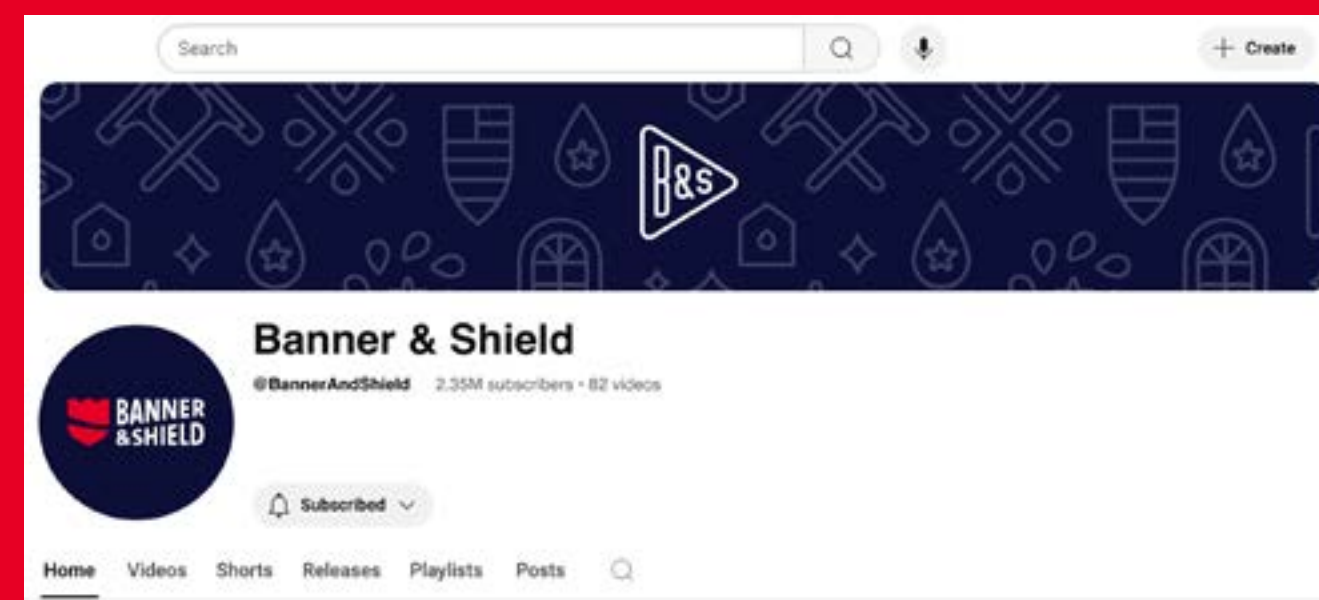 Search
+ Create
B&S
Banner & Shield
@BannerAndShield 2.35M subscribers • 82 videos
BANNER
&SHIELD
Subscribed
Home Videos Shorts Releases Playlists Posts